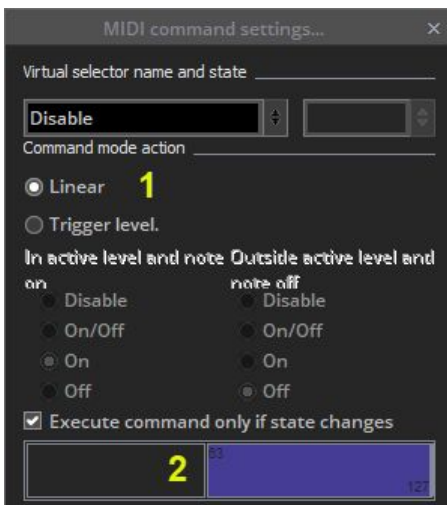 MIDI command settings... ×
Virtual selector name and state
Disable
Command mode action
Linear 1
Trigger level.
In active level and note Outside active level and
on note off
Disable Disable
On/Off On/Off
On On
Off Off
Execute command only if state changes
2 63
127